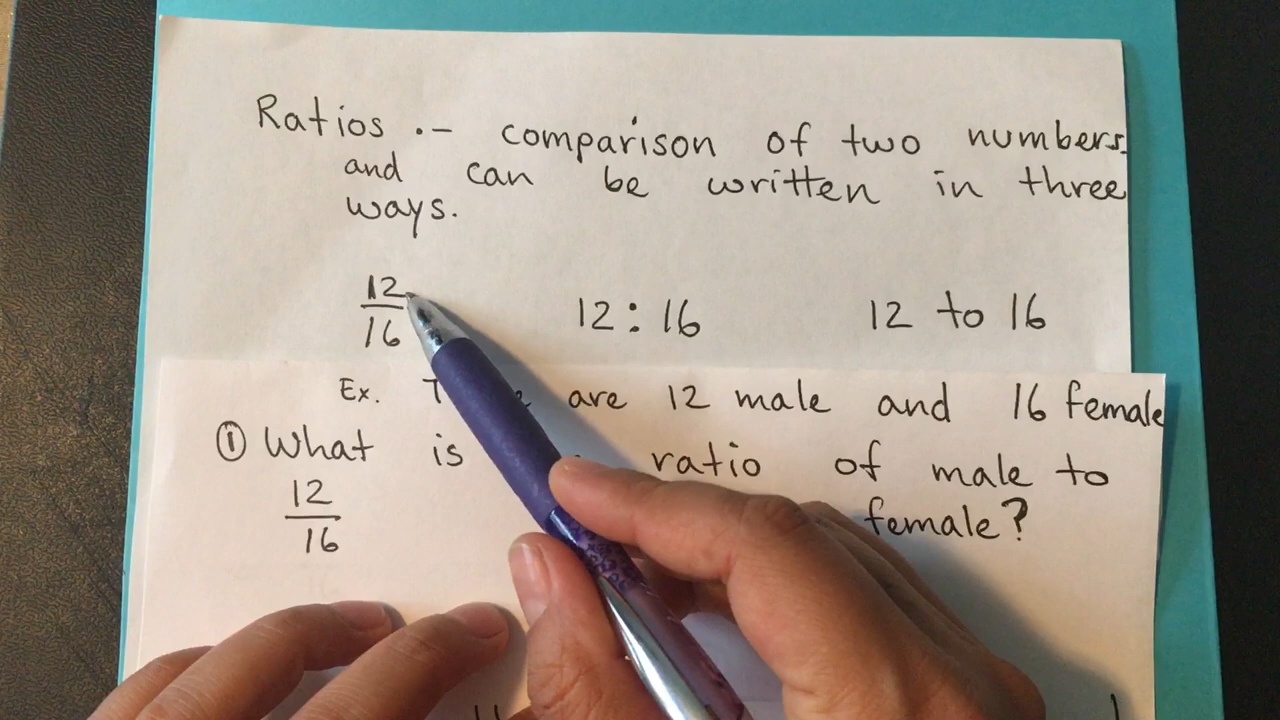 Ratios :- comparison of two numbers
and can be written in three
ways.
12/16 12:16 12 to 16
Ex. are 12 male and 16 female
① What is ratio of male to
female?
12/16